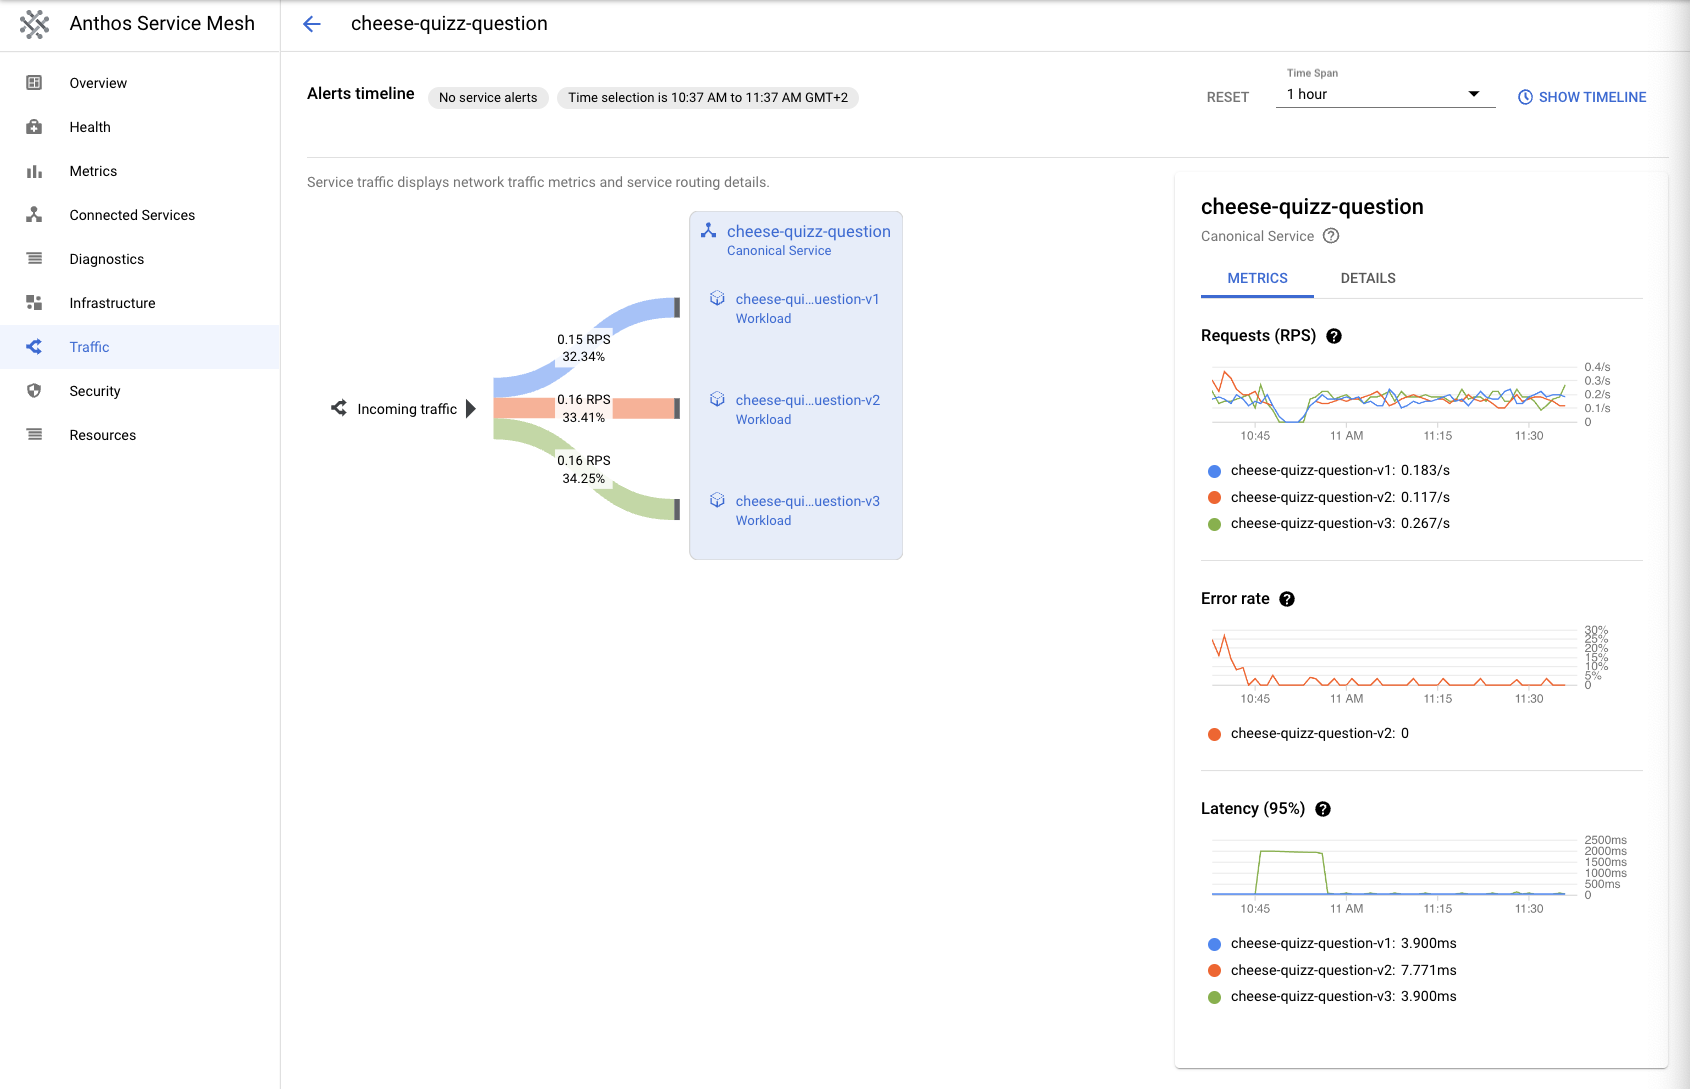 Anthos Service Mesh
cheese-quizz-question
Overview
Health
Metrics
Connected Services
Diagnostics
Infrastructure
Traffic
Security
Resources
Alerts timeline
No service alerts
Time selection is 10:37 AM to 11:37 AM GMT+2
RESET
Time Span
1 hour
SHOW TIMELINE
Service traffic displays network traffic metrics and service routing details.
Incoming traffic
0.15 RPS
32.34%
0.16 RPS
33.41%
0.16 RPS
34.25%
cheese-quizz-question
Canonical Service
cheese-qui...uestion-v1
Workload
cheese-qui...uestion-v2
Workload
cheese-qui...uestion-v3
Workload
cheese-quizz-question
Canonical Service
METRICS DETAILS
Requests (RPS)
0.4/s
0.3/s
0.2/s
0.1/s
0
10:45 11 AM 11:15 11:30
cheese-quizz-question-v1: 0.183/s
cheese-quizz-question-v2: 0.117/s
cheese-quizz-question-v3: 0.267/s
Error rate
30%
25%
20%
15%
10%
5%
0
10:45 11 AM 11:15 11:30
cheese-quizz-question-v2: 0
Latency (95%)
2500ms
2000ms
1500ms
1000ms
500ms
0
10:45 11 AM 11:15 11:30
cheese-quizz-question-v1: 3.900ms
cheese-quizz-question-v2: 7.771ms
cheese-quizz-question-v3: 3.900ms